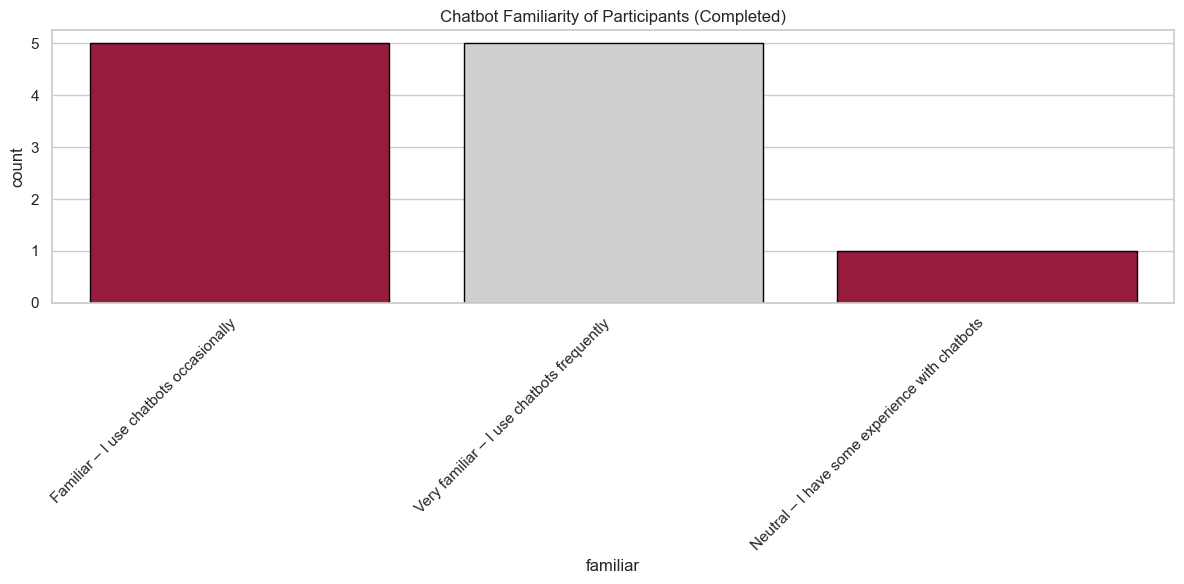 Chatbot Familiarity of Participants (Completed)
count
5
4
3
2
1
0
Familiar – I use chatbots occasionally
Very familiar – I use chatbots frequently
Neutral – I have some experience with chatbots
familiar